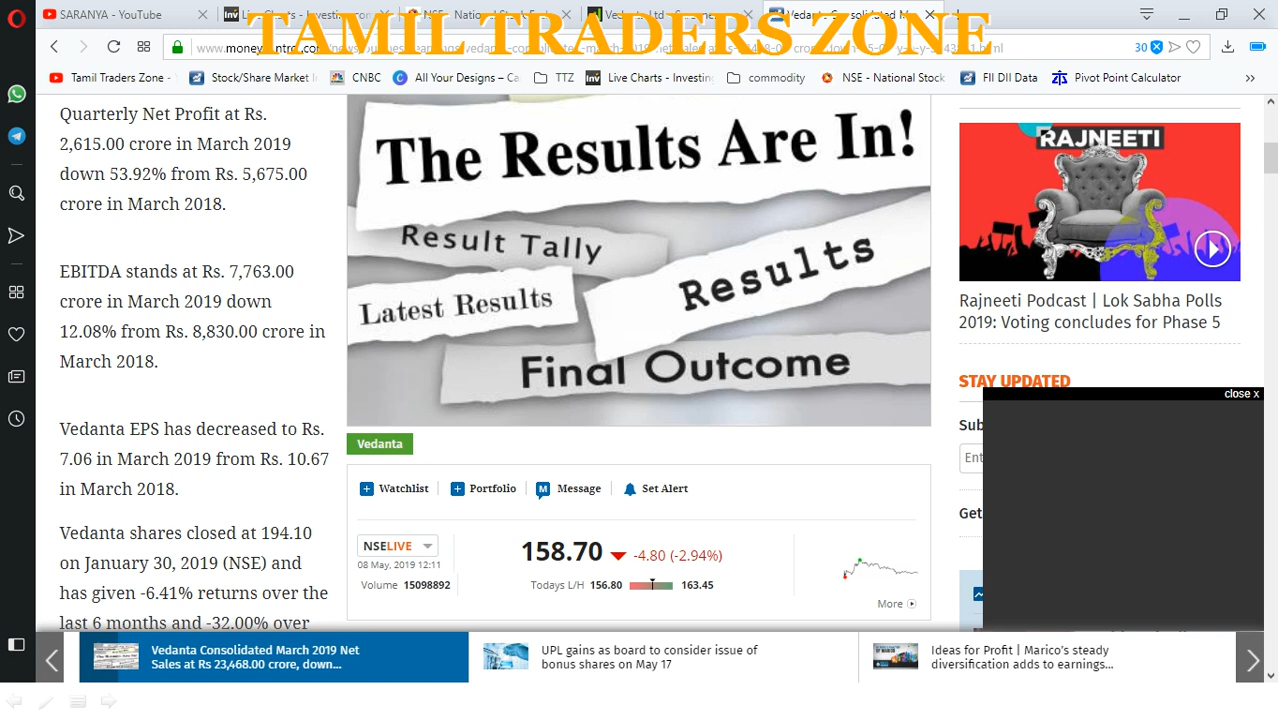 SARANYA - YouTube
TAMIL TRADERS ZONE
Tamil Traders Zone -
Stock/Share Market
CNBC
All Your Designes – Ca
TTZ
Live Charts - Investing
commodity
NSE - National Stock
FII DII Data
Pivot Point Calculator
30
Quarterly Net Profit at Rs.
2,615.00 crore in March 2019
down 53.92% from Rs. 5,675.00
crore in March 2018.
EBITDA stands at Rs. 7,763.00
crore in March 2019 down
12.08% from Rs. 8,830.00 crore in
March 2018.
Vedanta EPS has decreased to Rs.
7.06 in March 2019 from Rs. 10.67
in March 2018.
Vedanta shares closed at 194.10
on January 30, 2019 (NSE) and
has given -6.41% returns over the
last 6 months and -32.00% over
The Results Are In!
Result Tally
Results
Latest Results
Final Outcome
Vedanta
Watchlist
Portfolio
Message
Set Alert
NSELIVE
08 May, 2019 12:11
Volume 15098892
158.70 -4.80 (-2.94%)
Todays L/H 156.80 163.45
More
RAJNEETI
Rajneeti Podcast | Lok Sabha Polls
2019: Voting concludes for Phase 5
STAY UPDATED
close x
Sub
Ent
Get
Vedanta Consolidated March 2019 Net
Sales at Rs 23,468.00 crore, down...
UPL gains as board to consider issue of
bonus shares on May 17
Ideas for Profit | Marico's steady
diversification adds to earnings...